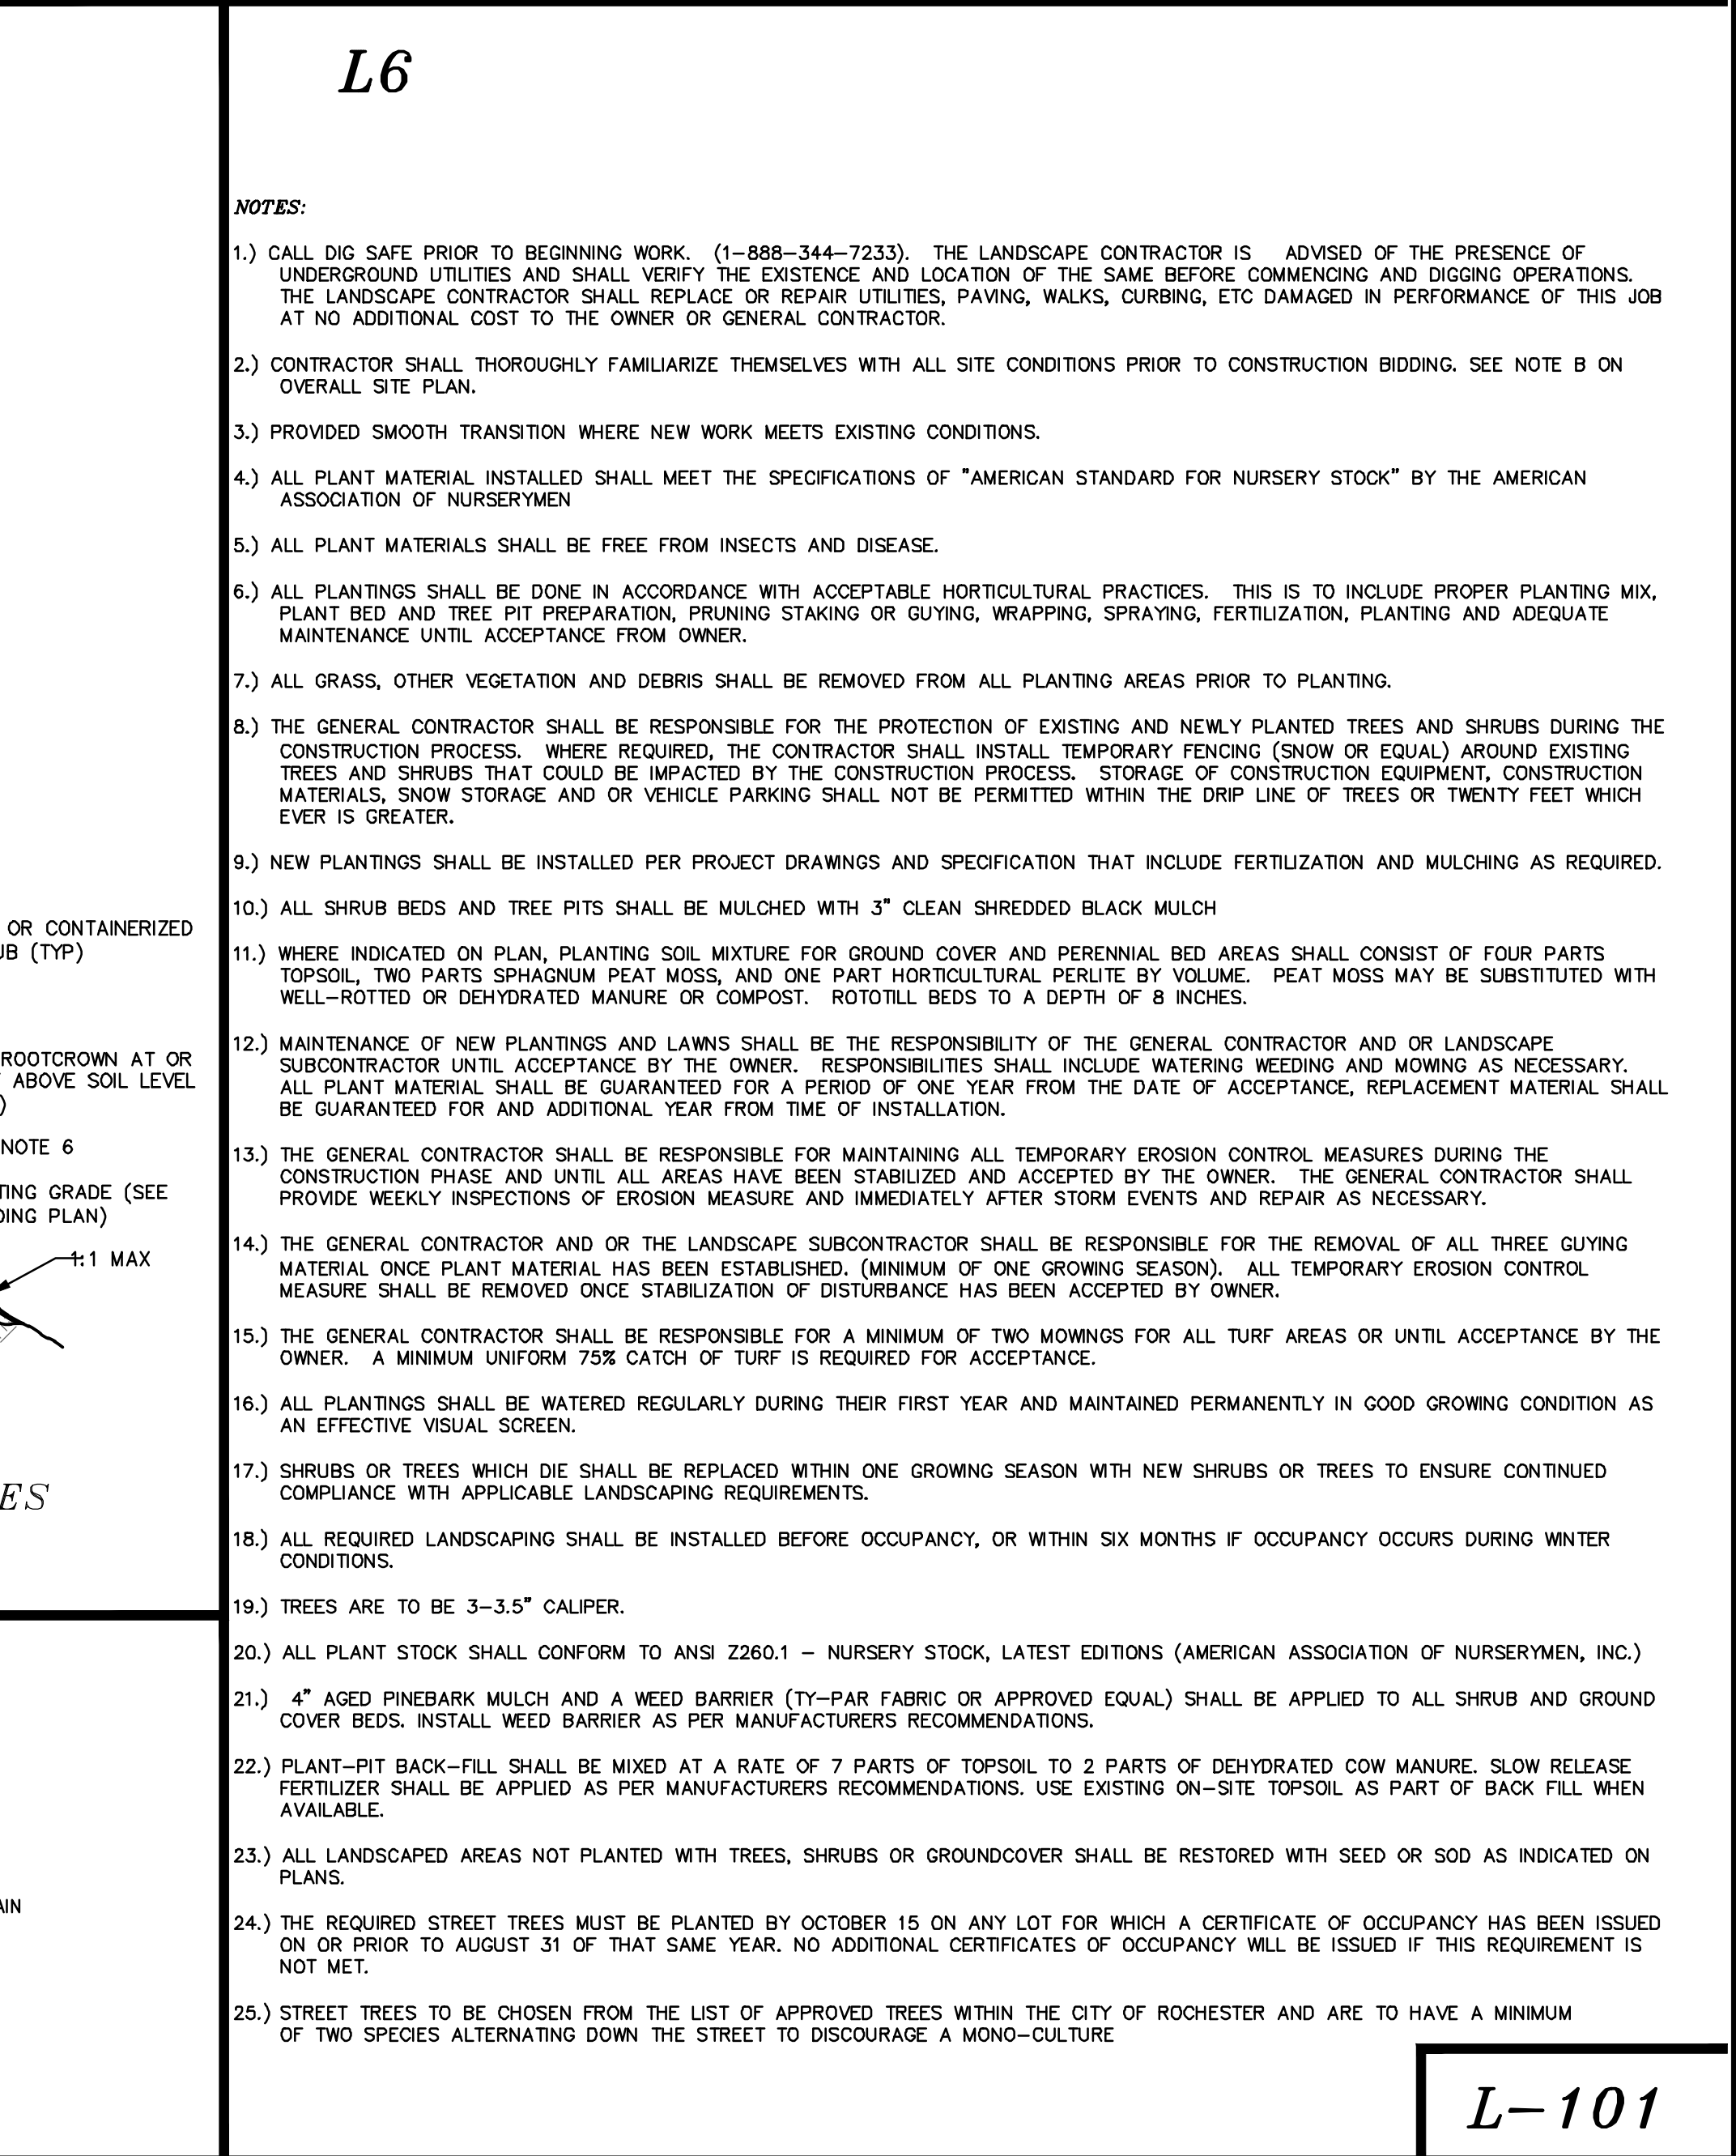 L6
NOTES:
1.) CALL DIG SAFE PRIOR TO BEGINNING WORK. (1-888-344-7233). THE LANDSCAPE CONTRACTOR IS ADVISED OF THE PRESENCE OF
UNDERGROUND UTILITIES AND SHALL VERIFY THE EXISTENCE AND LOCATION OF THE SAME BEFORE COMMENCING AND DIGGING OPERATIONS.
THE LANDSCAPE CONTRACTOR SHALL REPLACE OR REPAIR UTILITIES, PAVING, WALKS, CURBING, ETC DAMAGED IN PERFORMANCE OF THIS JOB
AT NO ADDITIONAL COST TO THE OWNER OR GENERAL CONTRACTOR.
2.) CONTRACTOR SHALL THOROUGHLY FAMILIARIZE THEMSELVES WITH ALL SITE CONDITIONS PRIOR TO CONSTRUCTION BIDDING. SEE NOTE B ON
OVERALL SITE PLAN.
3.) PROVIDED SMOOTH TRANSITION WHERE NEW WORK MEETS EXISTING CONDITIONS.
4.) ALL PLANT MATERIAL INSTALLED SHALL MEET THE SPECIFICATIONS OF "AMERICAN STANDARD FOR NURSERY STOCK" BY THE AMERICAN
ASSOCIATION OF NURSERYMEN
5.) ALL PLANT MATERIALS SHALL BE FREE FROM INSECTS AND DISEASE.
6.) ALL PLANTINGS SHALL BE DONE IN ACCORDANCE WITH ACCEPTABLE HORTICULTURAL PRACTICES. THIS IS TO INCLUDE PROPER PLANTING MIX,
PLANT BED AND TREE PIT PREPARATION, PRUNING STAKING OR GUYING, WRAPPING, SPRAYING, FERTILIZATION, PLANTING AND ADEQUATE
MAINTENANCE UNTIL ACCEPTANCE FROM OWNER.
7.) ALL GRASS, OTHER VEGETATION AND DEBRIS SHALL BE REMOVED FROM ALL PLANTING AREAS PRIOR TO PLANTING.
8.) THE GENERAL CONTRACTOR SHALL BE RESPONSIBLE FOR THE PROTECTION OF EXISTING AND NEWLY PLANTED TREES AND SHRUBS DURING THE
CONSTRUCTION PROCESS. WHERE REQUIRED, THE CONTRACTOR SHALL INSTALL TEMPORARY FENCING (SNOW OR EQUAL) AROUND EXISTING
TREES AND SHRUBS THAT COULD BE IMPACTED BY THE CONSTRUCTION PROCESS. STORAGE OF CONSTRUCTION EQUIPMENT, CONSTRUCTION
MATERIALS, SNOW STORAGE AND OR VEHICLE PARKING SHALL NOT BE PERMITTED WITHIN THE DRIP LINE OF TREES OR TWENTY FEET WHICH
EVER IS GREATER.
9.) NEW PLANTINGS SHALL BE INSTALLED PER PROJECT DRAWINGS AND SPECIFICATION THAT INCLUDE FERTILIZATION AND MULCHING AS REQUIRED.
10.) ALL SHRUB BEDS AND TREE PITS SHALL BE MULCHED WITH 3" CLEAN SHREDDED BLACK MULCH
11.) WHERE INDICATED ON PLAN, PLANTING SOIL MIXTURE FOR GROUND COVER AND PERENNIAL BED AREAS SHALL CONSIST OF FOUR PARTS
TOPSOIL, TWO PARTS SPHAGNUM PEAT MOSS, AND ONE PART HORTICULTURAL PERLITE BY VOLUME. PEAT MOSS MAY BE SUBSTITUTED WITH
WELL-ROTTED OR DEHYDRATED MANURE OR COMPOST. ROTOTILL BEDS TO A DEPTH OF 8 INCHES.
12.) MAINTENANCE OF NEW PLANTINGS AND LAWNS SHALL BE THE RESPONSIBILITY OF THE GENERAL CONTRACTOR AND OR LANDSCAPE
SUBCONTRACTOR UNTIL ACCEPTANCE BY THE OWNER. RESPONSIBILITIES SHALL INCLUDE WATERING WEEDING AND MOWING AS NECESSARY.
ALL PLANT MATERIAL SHALL BE GUARANTEED FOR A PERIOD OF ONE YEAR FROM THE DATE OF ACCEPTANCE, REPLACEMENT MATERIAL SHALL
BE GUARANTEED FOR AND ADDITIONAL YEAR FROM TIME OF INSTALLATION.
13.) THE GENERAL CONTRACTOR SHALL BE RESPONSIBLE FOR MAINTAINING ALL TEMPORARY EROSION CONTROL MEASURES DURING THE
CONSTRUCTION PHASE AND UNTIL ALL AREAS HAVE BEEN STABILIZED AND ACCEPTED BY THE OWNER. THE GENERAL CONTRACTOR SHALL
PROVIDE WEEKLY INSPECTIONS OF EROSION MEASURE AND IMMEDIATELY AFTER STORM EVENTS AND REPAIR AS NECESSARY.
14.) THE GENERAL CONTRACTOR AND OR THE LANDSCAPE SUBCONTRACTOR SHALL BE RESPONSIBLE FOR THE REMOVAL OF ALL THREE GUYING
MATERIAL ONCE PLANT MATERIAL HAS BEEN ESTABLISHED. (MINIMUM OF ONE GROWING SEASON). ALL TEMPORARY EROSION CONTROL
MEASURE SHALL BE REMOVED ONCE STABILIZATION OF DISTURBANCE HAS BEEN ACCEPTED BY OWNER.
15.) THE GENERAL CONTRACTOR SHALL BE RESPONSIBLE FOR A MINIMUM OF TWO MOWINGS FOR ALL TURF AREAS OR UNTIL ACCEPTANCE BY THE
OWNER. A MINIMUM UNIFORM 75% CATCH OF TURF IS REQUIRED FOR ACCEPTANCE.
16.) ALL PLANTINGS SHALL BE WATERED REGULARLY DURING THEIR FIRST YEAR AND MAINTAINED PERMANENTLY IN GOOD GROWING CONDITION AS
AN EFFECTIVE VISUAL SCREEN.
17.) SHRUBS OR TREES WHICH DIE SHALL BE REPLACED WITHIN ONE GROWING SEASON WITH NEW SHRUBS OR TREES TO ENSURE CONTINUED
COMPLIANCE WITH APPLICABLE LANDSCAPING REQUIREMENTS.
18.) ALL REQUIRED LANDSCAPING SHALL BE INSTALLED BEFORE OCCUPANCY, OR WITHIN SIX MONTHS IF OCCUPANCY OCCURS DURING WINTER
CONDITIONS.
19.) TREES ARE TO BE 3-3.5" CALIPER.
20.) ALL PLANT STOCK SHALL CONFORM TO ANSI Z260.1 - NURSERY STOCK, LATEST EDITIONS (AMERICAN ASSOCIATION OF NURSERYMEN, INC.)
21.) 4" AGED PINEBARK MULCH AND A WEED BARRIER (TY-PAR FABRIC OR APPROVED EQUAL) SHALL BE APPLIED TO ALL SHRUB AND GROUND
COVER BEDS. INSTALL WEED BARRIER AS PER MANUFACTURERS RECOMMENDATIONS.
22.) PLANT-PIT BACK-FILL SHALL BE MIXED AT A RATE OF 7 PARTS OF TOPSOIL TO 2 PARTS OF DEHYDRATED COW MANURE. SLOW RELEASE
FERTILIZER SHALL BE APPLIED AS PER MANUFACTURERS RECOMMENDATIONS. USE EXISTING ON-SITE TOPSOIL AS PART OF BACK FILL WHEN
AVAILABLE.
23.) ALL LANDSCAPED AREAS NOT PLANTED WITH TREES, SHRUBS OR GROUNDCOVER SHALL BE RESTORED WITH SEED OR SOD AS INDICATED ON
PLANS.
24.) THE REQUIRED STREET TREES MUST BE PLANTED BY OCTOBER 15 ON ANY LOT FOR WHICH A CERTIFICATE OF OCCUPANCY HAS BEEN ISSUED
ON OR PRIOR TO AUGUST 31 OF THAT SAME YEAR. NO ADDITIONAL CERTIFICATES OF OCCUPANCY WILL BE ISSUED IF THIS REQUIREMENT IS
NOT MET.
25.) STREET TREES TO BE CHOSEN FROM THE LIST OF APPROVED TREES WITHIN THE CITY OF ROCHESTER AND ARE TO HAVE A MINIMUM
OF TWO SPECIES ALTERNATING DOWN THE STREET TO DISCOURAGE A MONO-CULTURE
OR CONTAINERIZED
UB (TYP)
ROOTCROWN AT OR
ABOVE SOIL LEVEL
)
NOTE 6
TING GRADE (SEE
DING PLAN)
1:1 MAX
ES
AIN
L-101